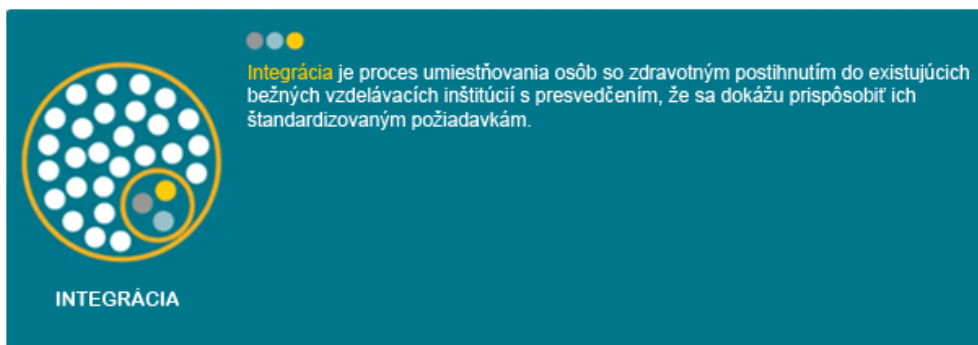 Integrácia je proces umiestňovania osôb so zdravotným postihnutím do existujúcich
bežných vzdelávacích inštitúcií s presvedčením, že sa dokážu prispôsobiť ich
štandardizovaným požiadavkám.
INTEGRÁCIA